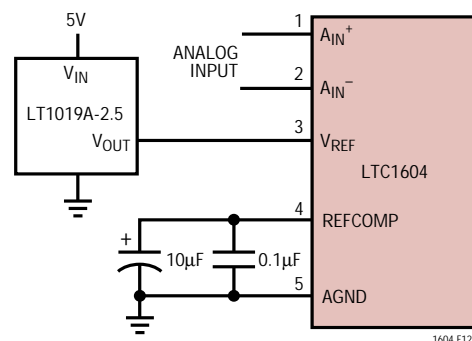 5V
V_IN
LT1019A-2.5
V_OUT
ANALOG
INPUT
1
A_IN⁺
2
A_IN⁻
3
V_REF
LTC1604
4
REFCOMP
+
10µF
0.1µF
5
AGND
1604 F12